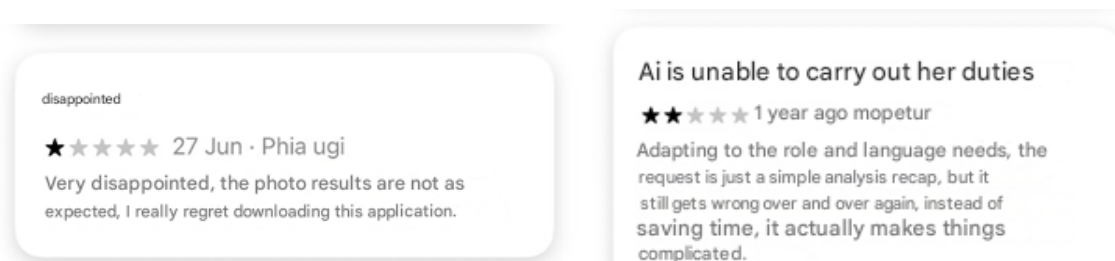 disappointed
27 Jun · Phia ugi
Very disappointed, the photo results are not as
expected, I really regret downloading this application.
Ai is unable to carry out her duties
1 year ago mopetur
Adapting to the role and language needs, the
request is just a simple analysis recap, but it
still gets wrong over and over again, instead of
saving time, it actually makes things
complicated.